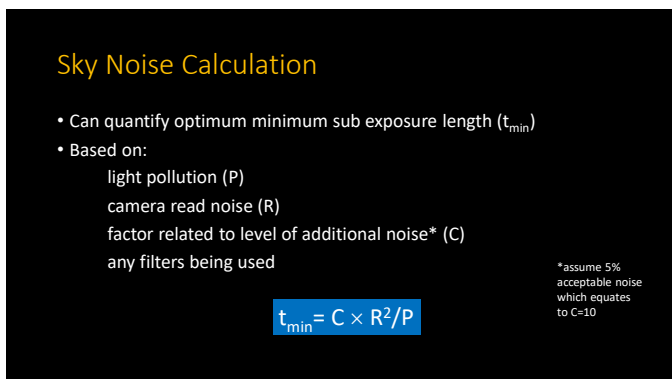 Sky Noise Calculation
• Can quantify optimum minimum sub exposure length (tmin)
• Based on:
light pollution (P)
camera read noise (R)
factor related to level of additional noise* (C)
any filters being used
*assume 5%
acceptable noise
which equates
to C=10
tmin= C × R²/P